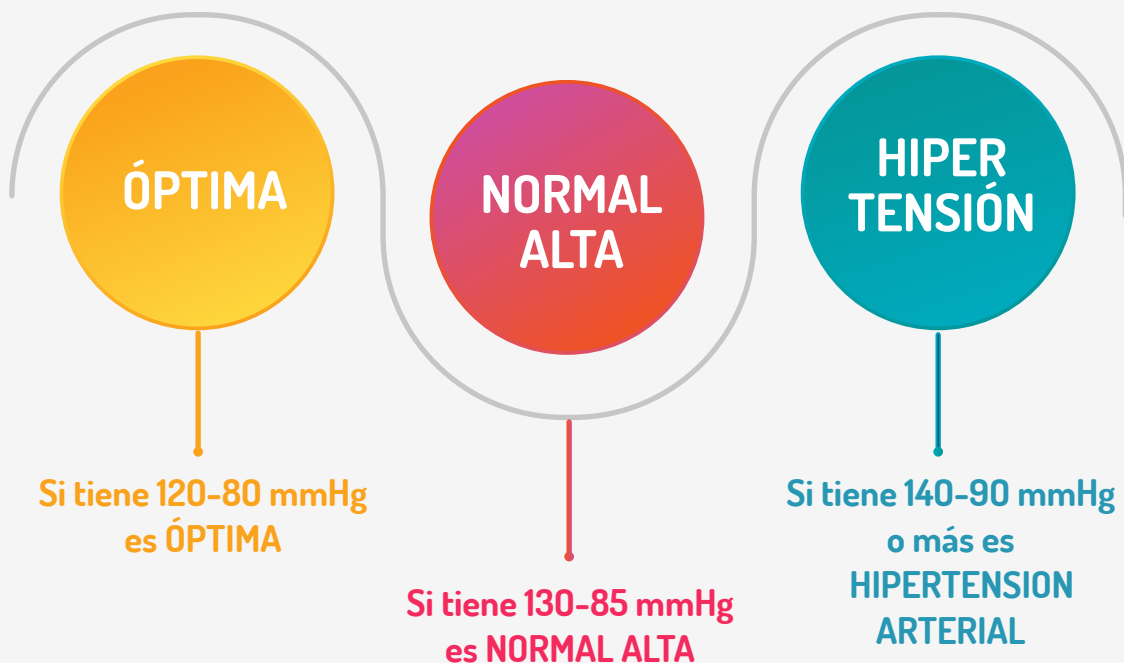 ÓPTIMA
NORMAL
ALTA
HIPER
TENSIÓN
Si tiene 120-80 mmHg
es ÓPTIMA
Si tiene 130-85 mmHg
es NORMAL ALTA
Si tiene 140-90 mmHg
o más es
HIPERTENSION
ARTERIAL